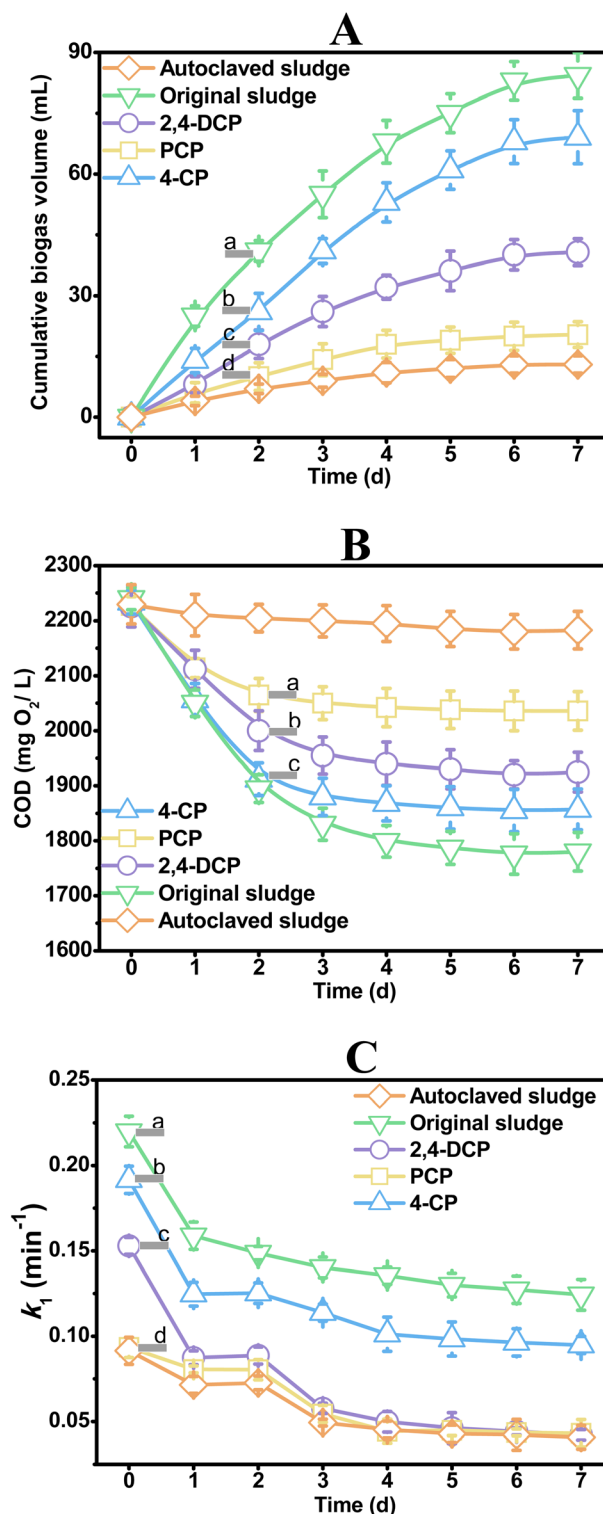 A
90
60
30
0
Cumulative biogas volume (mL)
Autoclaved sludge
Original sludge
2,4-DCP
PCP
4-CP
a
b
c
d
0 1 2 3 4 5 6 7
Time (d)
B
2300
2200
2100
2000
1900
1800
1700
1600
COD (mg O2/ L)
a
b
c
4-CP
PCP
2,4-DCP
Original sludge
Autoclaved sludge
0 1 2 3 4 5 6 7
Time (d)
C
0.25
0.20
0.15
0.10
0.05
k1 (min-1)
Autoclaved sludge
Original sludge
2,4-DCP
PCP
4-CP
a
b
c
d
0 1 2 3 4 5 6 7
Time (d)